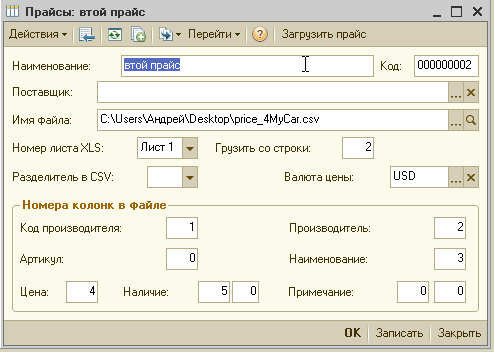 Прайсы: втой прайс
Действия Перейти ? Загрузить прайс
Наименование: втой прайс Код: 000000002
Поставщик: ... ×
Имя файла: C:\Users\Андрей\Desktop\price_4MyCar.csv ...
Номер листа XLS: Лист 1 Грузить со строки: 2
Разделитель в CSV: Валюта цены: USD ... ×
Номера колонк в файле
Код производителя: 1 Производитель: 2
Артикул: 0 Наименование: 3
Цена: 4 Наличие: 5 0 Примечание: 0 0
OK Записать Закрыть